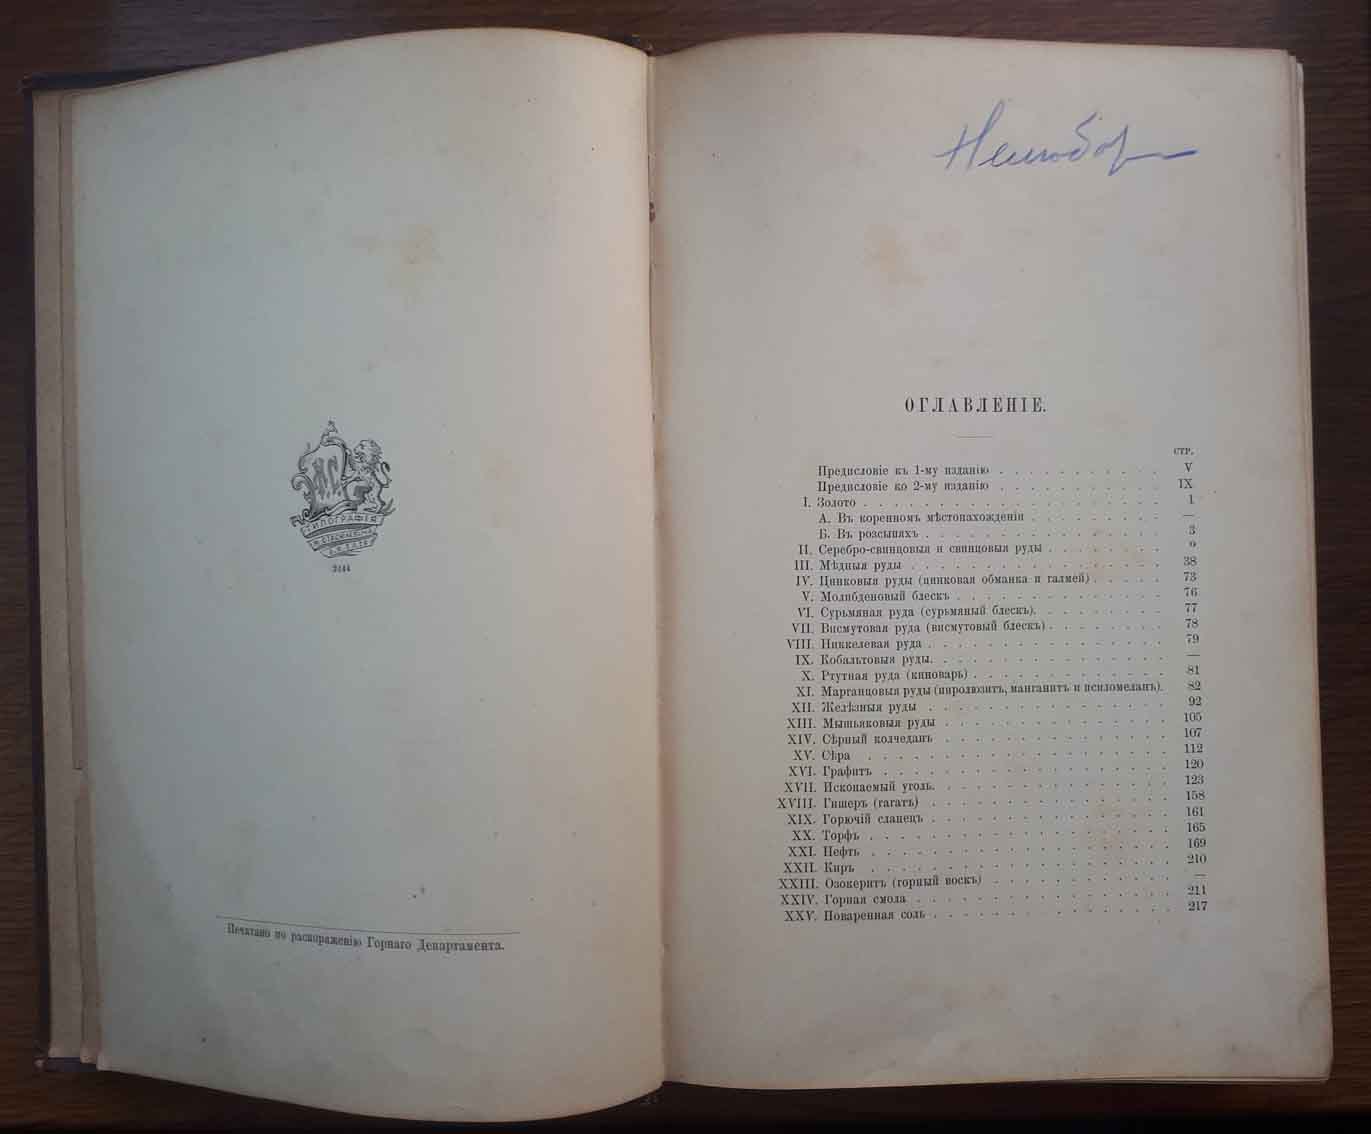 М. С.
ТИПОГРАФІЯ
М. СТАСЮЛЕВИЧА
2444
Печатано по распоряженію Горнаго Департамента.
ОГЛАВЛЕНІЕ.
СТР.
Предисловіе къ 1-му изданію . . . . . . . . . . . V
Предисловіе ко 2-му изданію . . . . . . . . . . . IX
I. Золото . . . . . . . . . . . . . . . . . . . 1
А. Въ коренномъ мѣстонахожденіи . . . . . . . . . —
Б. Въ розсыпяхъ . . . . . . . . . . . . . . . . 3
II. Серебро-свинцовыя и свинцовыя руды . . . . . . . . 9
III. Мѣдныя руды . . . . . . . . . . . . . . . . . 38
IV. Цинковыя руды (цинковая обманка и галмей) . . . . . 73
V. Молибденовый блескъ . . . . . . . . . . . . . . 76
VI. Сурьмяная руда (сурьмяный блескъ). . . . . . . . . 77
VII. Висмутовая руда (висмутовый блескъ) . . . . . . . . 78
VIII. Никкелевая руда . . . . . . . . . . . . . . . . 79
IX. Кобальтовыя руды. . . . . . . . . . . . . . . . —
X. Ртутная руда (киноварь) . . . . . . . . . . . . . 81
XI. Марганцовыя руды (пиролюзитъ, манганитъ и псиломеланъ). 82
XII. Желѣзныя руды . . . . . . . . . . . . . . . . 92
XIII. Мышьяковыя руды . . . . . . . . . . . . . . . 105
XIV. Сѣрный колчеданъ . . . . . . . . . . . . . . . 107
XV. Сѣра . . . . . . . . . . . . . . . . . . . . 112
XVI. Графитъ . . . . . . . . . . . . . . . . . . . 120
XVII. Ископаемый уголь. . . . . . . . . . . . . . . . 123
XVIII. Гишеръ (гагатъ) . . . . . . . . . . . . . . . . 158
XIX. Горючій сланецъ . . . . . . . . . . . . . . . . 161
XX. Торфъ . . . . . . . . . . . . . . . . . . . . 165
XXI. Нефть . . . . . . . . . . . . . . . . . . . . 169
XXII. Киръ . . . . . . . . . . . . . . . . . . . . 210
XXIII. Озокеритъ (горный воскъ) . . . . . . . . . . . . —
XXIV. Горная смола . . . . . . . . . . . . . . . . . 211
XXV. Поваренная соль . . . . . . . . . . . . . . . . 217